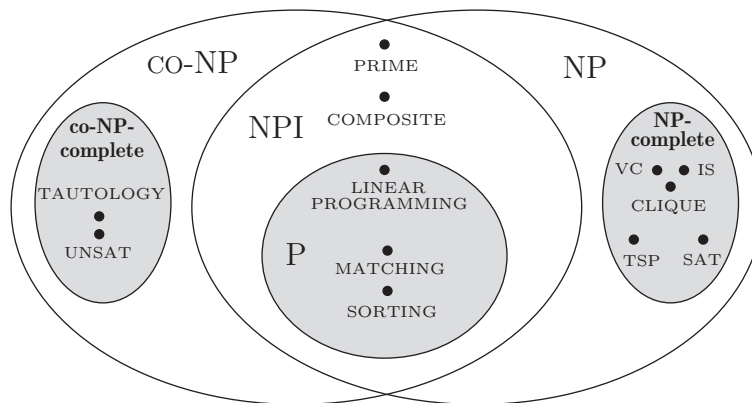 CO-NP
PRIME
NP
COMPOSITE
NPI
co-NP-
complete
NP-
complete
VC
IS
TAUTOLOGY
LINEAR
PROGRAMMING
CLIQUE
UNSAT
P
MATCHING
TSP
SAT
SORTING